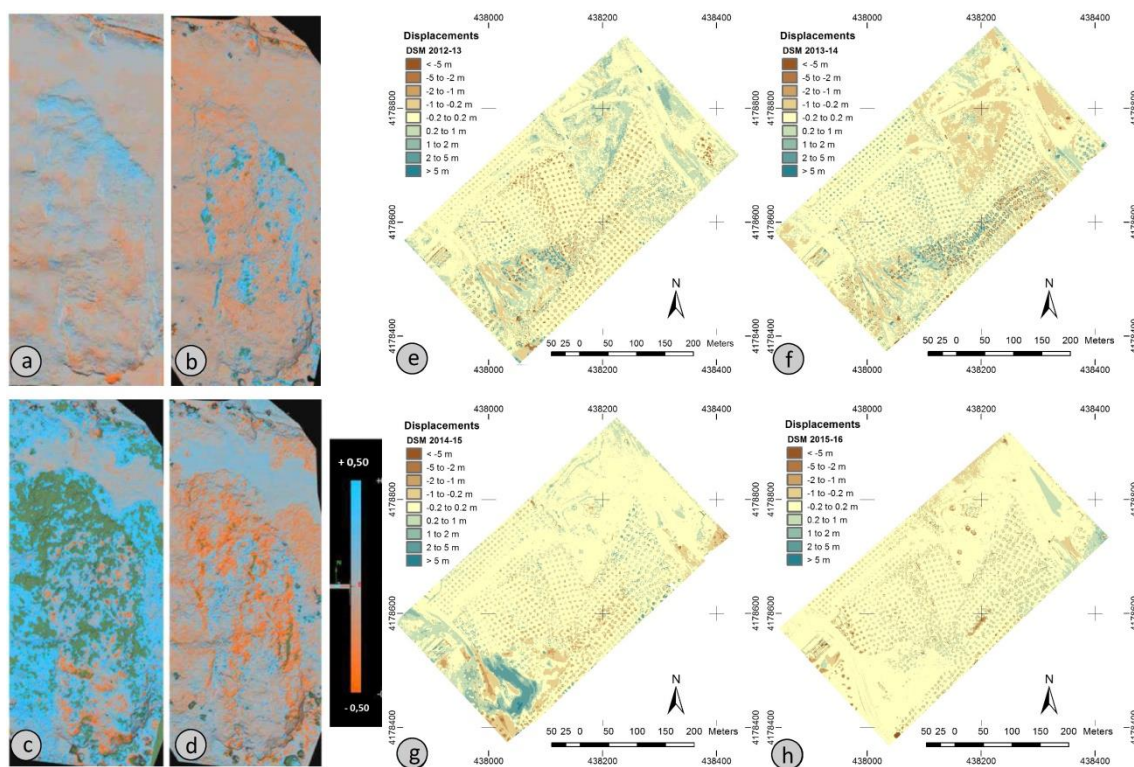 a
b
c
d
+ 0,50
- 0,50
438000
438200
438400
Displacements
DSM 2012-13
< -5 m
-5 to -2 m
-2 to -1 m
-1 to -0.2 m
-0.2 to 0.2 m
0.2 to 1 m
1 to 2 m
2 to 5 m
> 5 m
4178800
4178600
4178400
N
50 25 0 50 100 150 200 Meters
438000
438200
438400
e
438000
438200
438400
Displacements
DSM 2013-14
< -5 m
-5 to -2 m
-2 to -1 m
-1 to -0.2 m
-0.2 to 0.2 m
0.2 to 1 m
1 to 2 m
2 to 5 m
> 5 m
4178800
4178600
4178400
N
50 25 0 50 100 150 200 Meters
438000
438200
438400
f
438000
438200
438400
Displacements
DSM 2014-15
< -5 m
-5 to -2 m
-2 to -1 m
-1 to -0.2 m
-0.2 to 0.2 m
0.2 to 1 m
1 to 2 m
2 to 5 m
> 5 m
4178800
4178600
4178400
N
50 25 0 50 100 150 200 Meters
438000
438200
438400
g
438000
438200
438400
Displacements
DSM 2015-16
< -5 m
-5 to -2 m
-2 to -1 m
-1 to -0.2 m
-0.2 to 0.2 m
0.2 to 1 m
1 to 2 m
2 to 5 m
> 5 m
4178800
4178600
4178400
N
50 25 0 50 100 150 200 Meters
438000
438200
438400
h